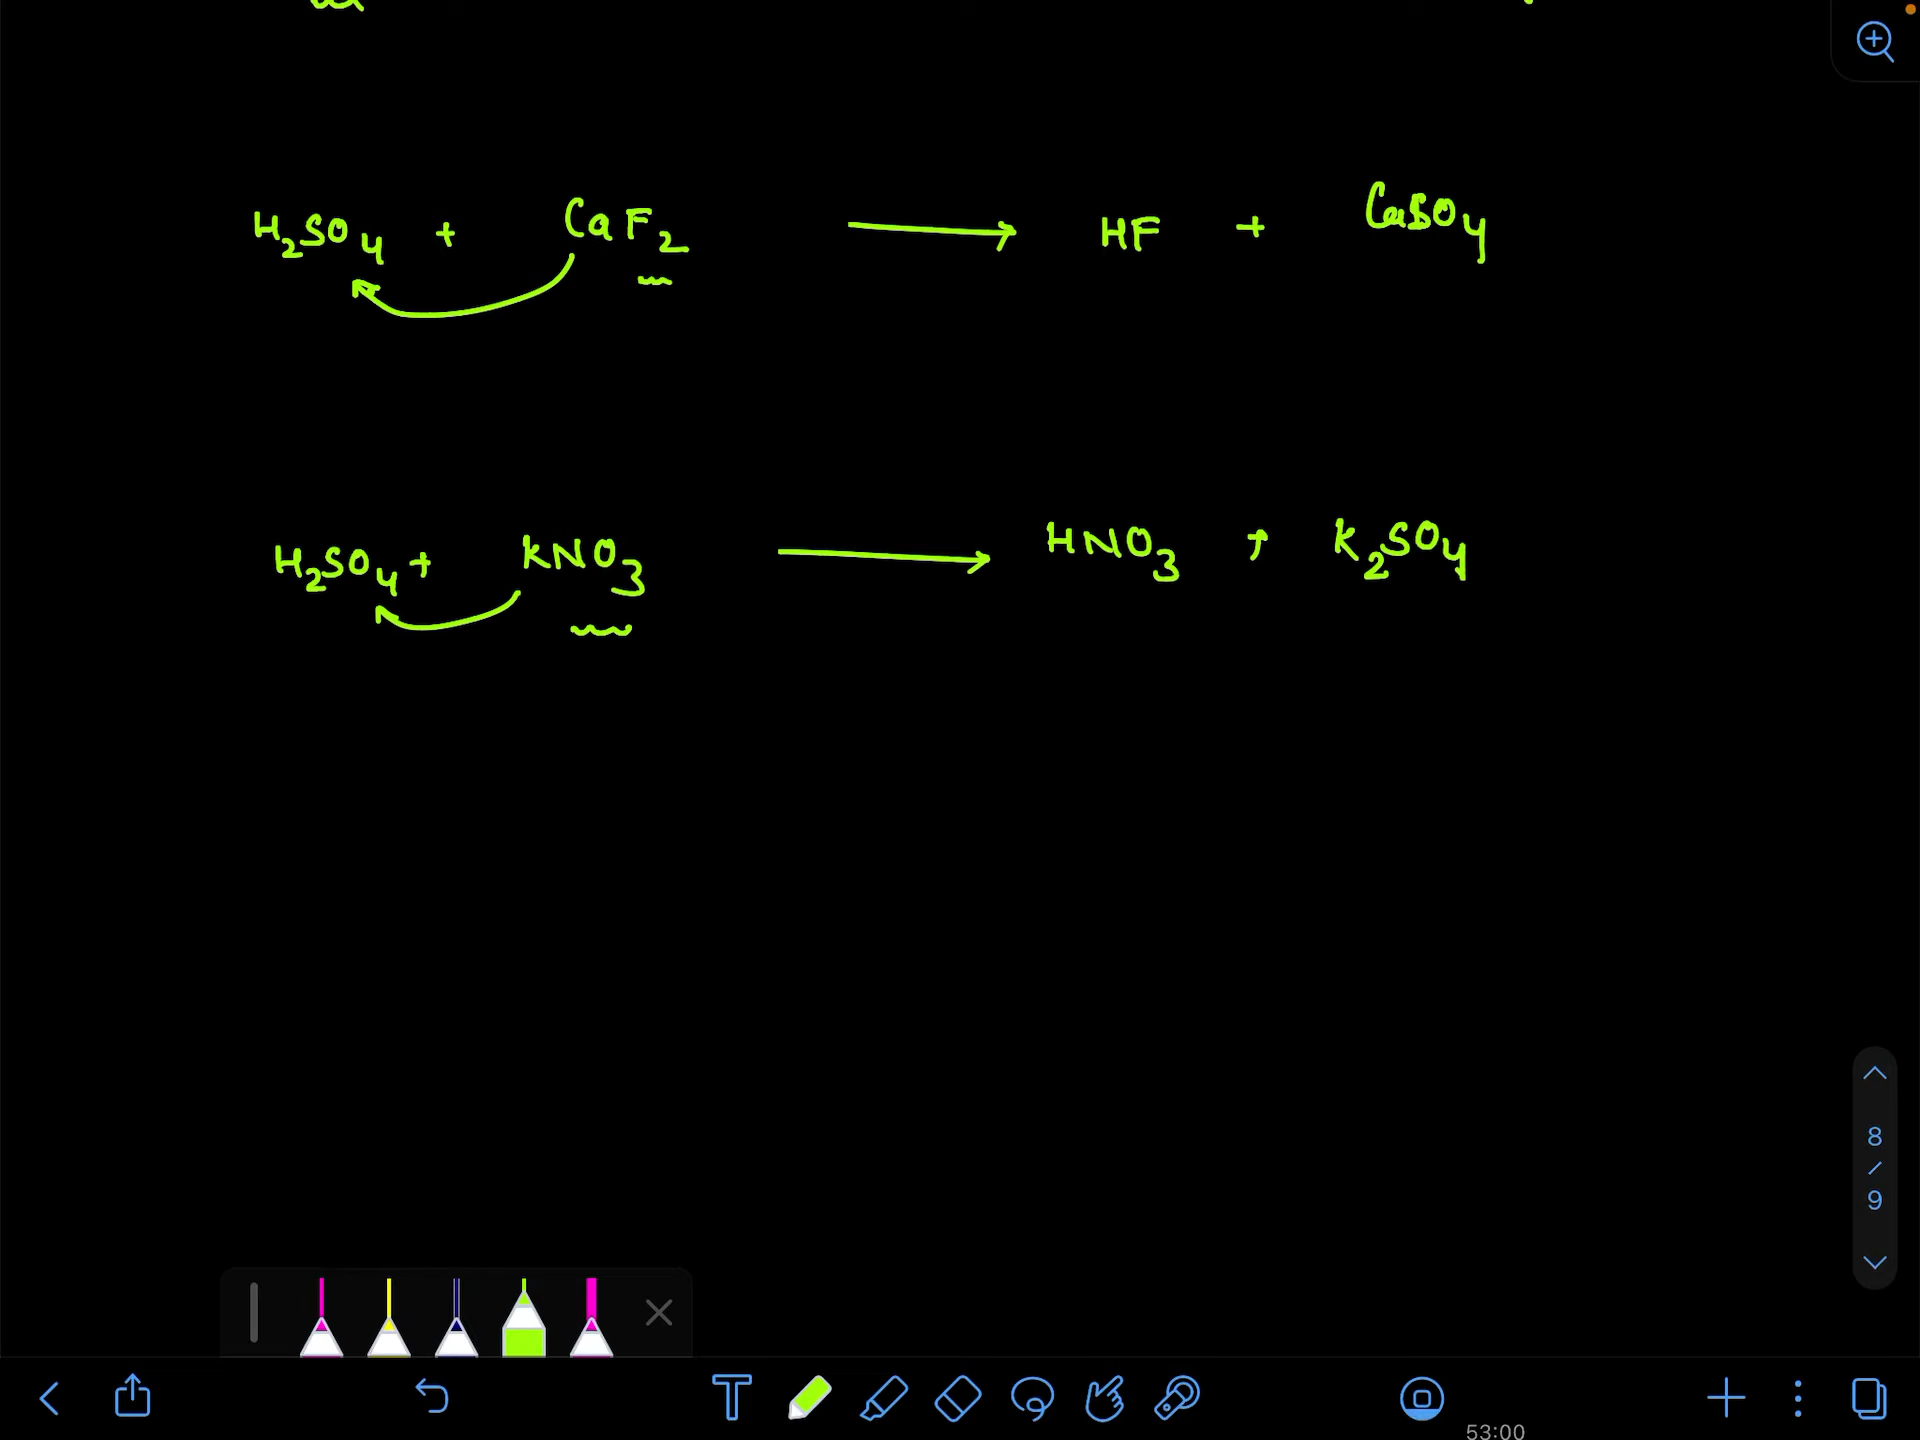 H₂SO₄ + CaF₂ ⟶ HF + CaSO₄
H₂SO₄ + KNO₃ ⟶ HNO₃ + K₂SO₄
8
/
9
53:00